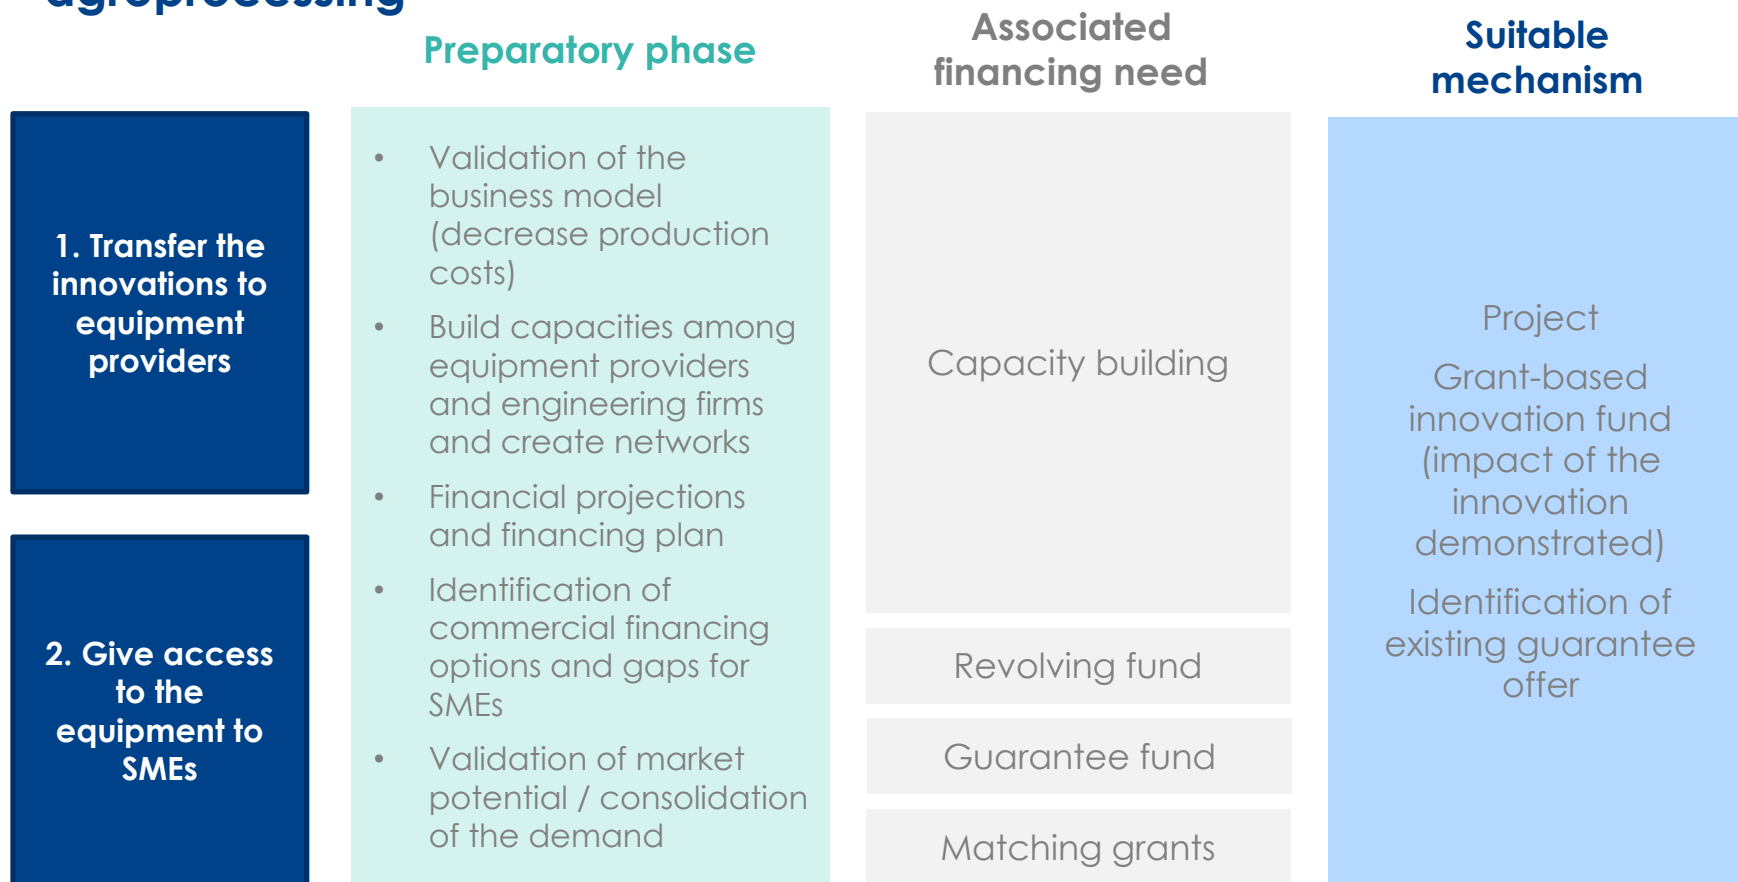 agroprocessing
Preparatory phase
Associated
financing need
Suitable
mechanism
1. Transfer the
innovations to
equipment
providers
2. Give access
to the
equipment to
SMEs
• Validation of the
business model
(decrease production
costs)
• Build capacities among
equipment providers
and engineering firms
and create networks
• Financial projections
and financing plan
• Identification of
commercial financing
options and gaps for
SMEs
• Validation of market
potential / consolidation
of the demand
Capacity building
Revolving fund
Guarantee fund
Matching grants
Project
Grant-based
innovation fund
(impact of the
innovation
demonstrated)
Identification of
existing guarantee
offer